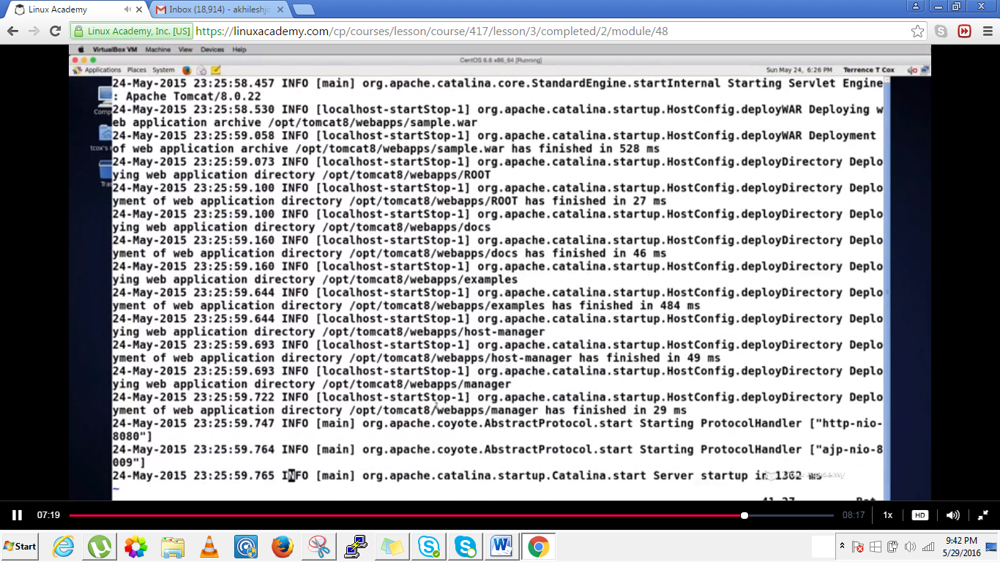 Linux Academy
Inbox (18,914) - akhileshj
Linux Academy, Inc. [US]
https://linuxacademy.com/cp/courses/lesson/course/417/lesson/3/completed/2/module/48
VirtualBox VM Machine View Devices Help
CentOS 6.6 x86_64 [Running]
Applications Places System
Sun May 24, 6:26 PM Terrence T Cox
24-May-2015 23:25:58.457 INFO [main] org.apache.catalina.core.StandardEngine.startInternal Starting Servlet Engine
: Apache Tomcat/8.0.22
24-May-2015 23:25:58.530 INFO [localhost-startStop-1] org.apache.catalina.startup.HostConfig.deployWAR Deploying w
eb application archive /opt/tomcat8/webapps/sample.war
24-May-2015 23:25:59.058 INFO [localhost-startStop-1] org.apache.catalina.startup.HostConfig.deployWAR Deployment
of web application archive /opt/tomcat8/webapps/sample.war has finished in 528 ms
24-May-2015 23:25:59.073 INFO [localhost-startStop-1] org.apache.catalina.startup.HostConfig.deployDirectory Deplo
ying web application directory /opt/tomcat8/webapps/ROOT
24-May-2015 23:25:59.100 INFO [localhost-startStop-1] org.apache.catalina.startup.HostConfig.deployDirectory Deplo
yment of web application directory /opt/tomcat8/webapps/ROOT has finished in 27 ms
24-May-2015 23:25:59.100 INFO [localhost-startStop-1] org.apache.catalina.startup.HostConfig.deployDirectory Deplo
ying web application directory /opt/tomcat8/webapps/docs
24-May-2015 23:25:59.160 INFO [localhost-startStop-1] org.apache.catalina.startup.HostConfig.deployDirectory Deplo
yment of web application directory /opt/tomcat8/webapps/docs has finished in 46 ms
24-May-2015 23:25:59.160 INFO [localhost-startStop-1] org.apache.catalina.startup.HostConfig.deployDirectory Deplo
ying web application directory /opt/tomcat8/webapps/examples
24-May-2015 23:25:59.644 INFO [localhost-startStop-1] org.apache.catalina.startup.HostConfig.deployDirectory Deplo
yment of web application directory /opt/tomcat8/webapps/examples has finished in 484 ms
24-May-2015 23:25:59.644 INFO [localhost-startStop-1] org.apache.catalina.startup.HostConfig.deployDirectory Deplo
ying web application directory /opt/tomcat8/webapps/host-manager
24-May-2015 23:25:59.693 INFO [localhost-startStop-1] org.apache.catalina.startup.HostConfig.deployDirectory Deplo
yment of web application directory /opt/tomcat8/webapps/host-manager has finished in 49 ms
24-May-2015 23:25:59.693 INFO [localhost-startStop-1] org.apache.catalina.startup.HostConfig.deployDirectory Deplo
ying web application directory /opt/tomcat8/webapps/manager
24-May-2015 23:25:59.722 INFO [localhost-startStop-1] org.apache.catalina.startup.HostConfig.deployDirectory Deplo
yment of web application directory /opt/tomcat8/webapps/manager has finished in 29 ms
24-May-2015 23:25:59.747 INFO [main] org.apache.coyote.AbstractProtocol.start Starting ProtocolHandler ["http-nio-
8080"]
24-May-2015 23:25:59.764 INFO [main] org.apache.coyote.AbstractProtocol.start Starting ProtocolHandler ["ajp-nio-8
009"]
24-May-2015 23:25:59.765 INFO [main] org.apache.catalina.startup.Catalina.start Server startup in 1302 ms
~
07:19
08:17
1x
HD
Start
9:42 PM
5/29/2016